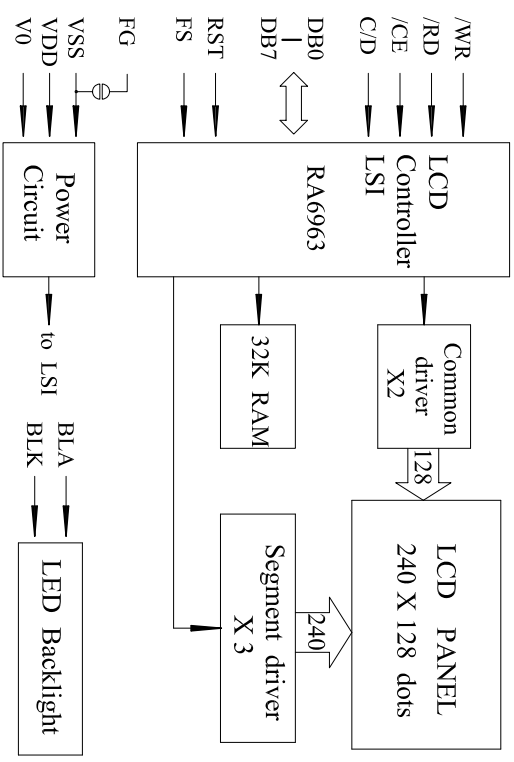 /WR
/RD
/CE
C/D
DB0
DB7
RST
FS
FG
VSS
VDD
V0
LCD
Controller
LSI
RA6963
Power
Circuit
Common
driver
X2
32K RAM
to LSI
128
LCD PANEL
240 X 128 dots
Segment driver
X 3
240
BLA
BLK
LED Backlight